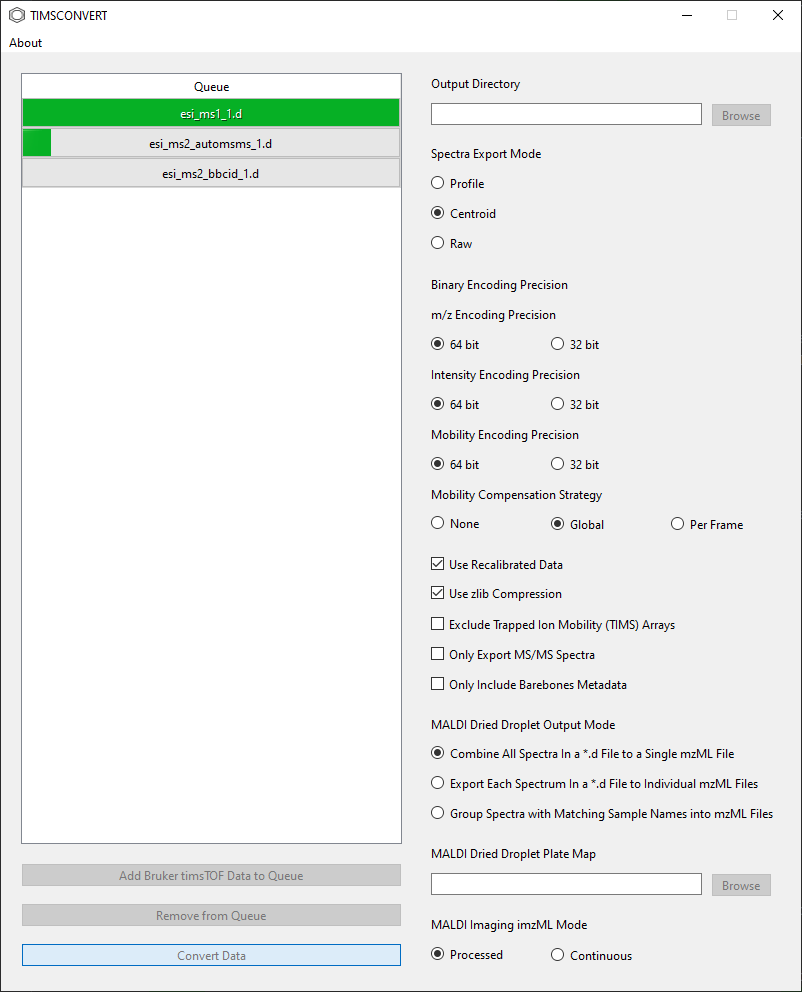 TIMSCONVERT
About
Queue
esi_ms1_1.d
esi_ms2_automsms_1.d
esi_ms2_bbcid_1.d
Add Bruker timsTOF Data to Queue
Remove from Queue
Convert Data
Output Directory
Browse
Spectra Export Mode
Profile
Centroid
Raw
Binary Encoding Precision
m/z Encoding Precision
64 bit 32 bit
Intensity Encoding Precision
64 bit 32 bit
Mobility Encoding Precision
64 bit 32 bit
Mobility Compensation Strategy
None Global Per Frame
Use Recalibrated Data
Use zlib Compression
Exclude Trapped Ion Mobility (TIMS) Arrays
Only Export MS/MS Spectra
Only Include Barebones Metadata
MALDI Dried Droplet Output Mode
Combine All Spectra In a *.d File to a Single mzML File
Export Each Spectrum In a *.d File to Individual mzML Files
Group Spectra with Matching Sample Names into mzML Files
MALDI Dried Droplet Plate Map
Browse
MALDI Imaging imzML Mode
Processed Continuous